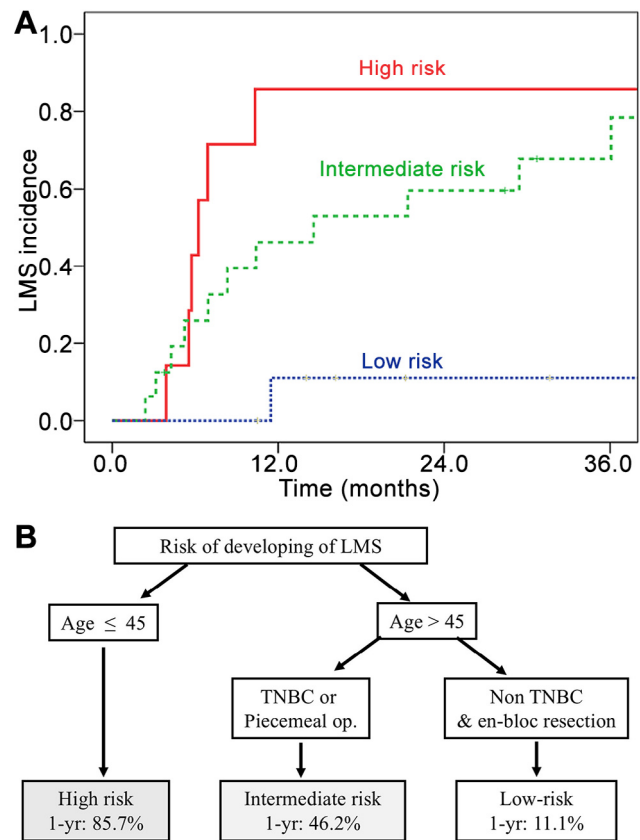 A
1.0
0.8
0.6
0.4
0.2
0.0
LMS incidence
High risk
Intermediate risk
Low risk
0.0 12.0 24.0 36.0
Time (months)
B
Risk of developing of LMS
Age ≤ 45
Age > 45
TNBC or
Piecemeal op.
Non TNBC
& en-bloc resection
High risk
1-yr: 85.7%
Intermediate risk
1-yr: 46.2%
Low-risk
1-yr: 11.1%